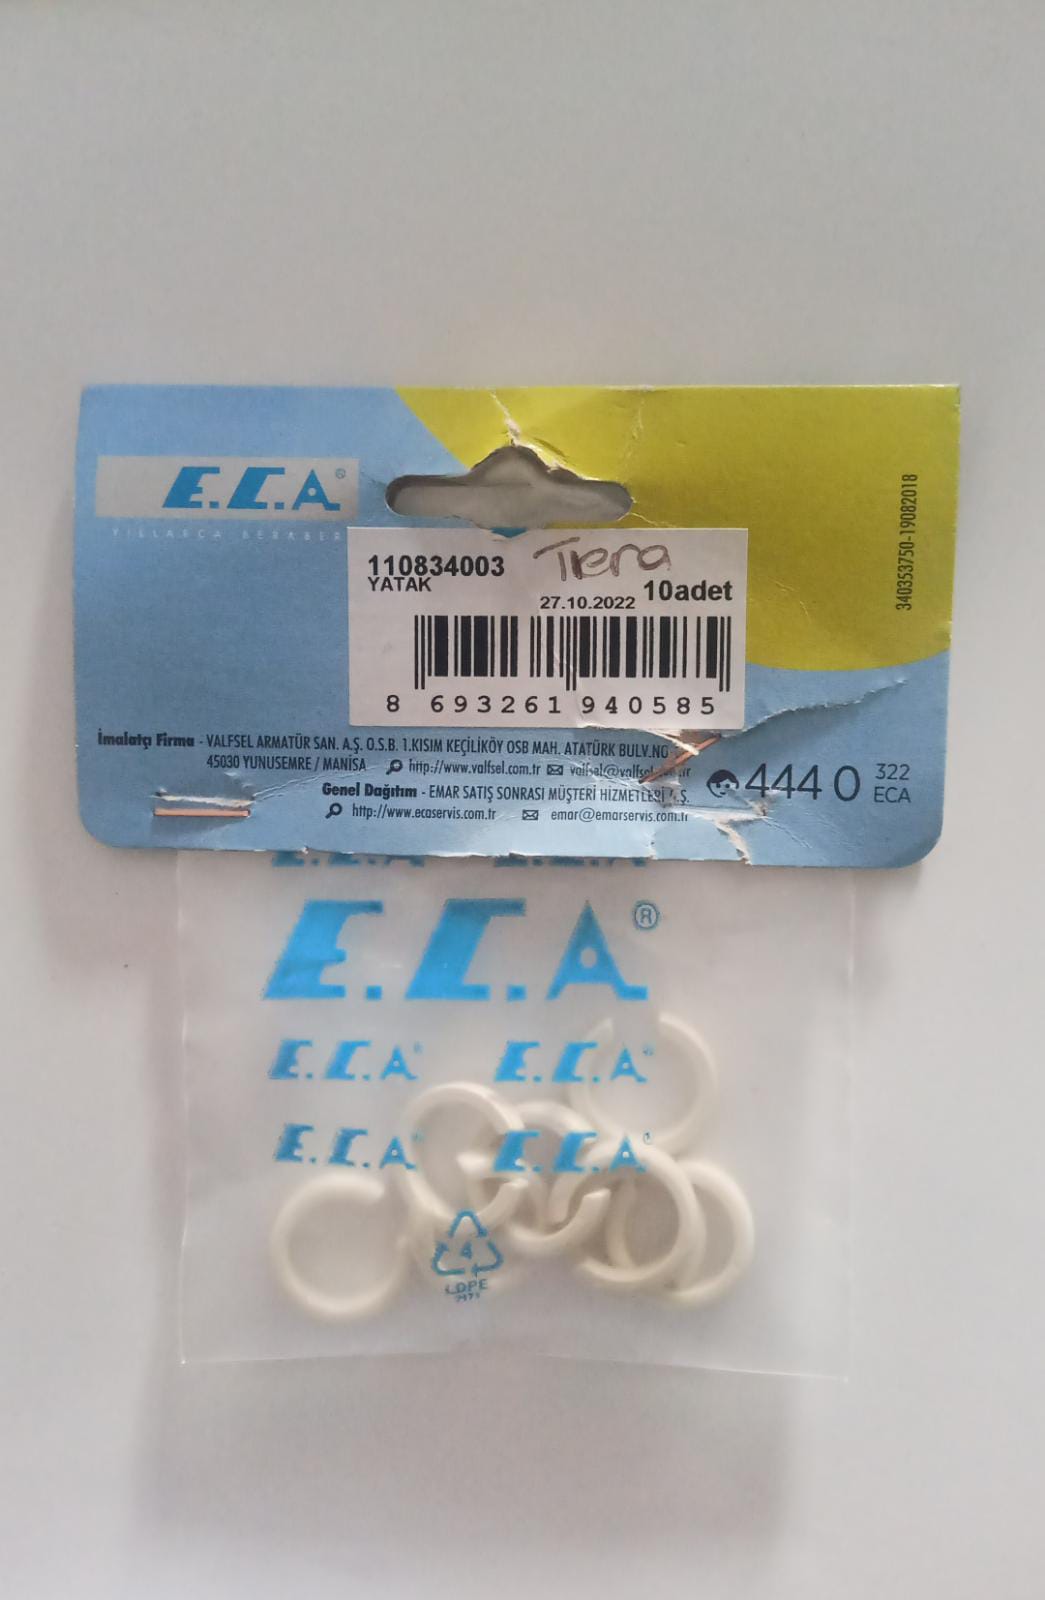 E.C.A®
YILLARCA BERABER
110834003
Tiera
YATAK
27.10.2022
10adet
8 693261 940585
340353750-19082018
İmalatçı Firma - VALFSEL ARMATÜR SAN. A.Ş. O.S.B. 1.KISIM KEÇİLİKÖY OSB MAH. ATATÜRK BULV.NO
45030 YUNUSEMRE / MANİSA http://www.valfsel.com.tr
Genel Dağıtım - EMAR SATIŞ SONRASI MÜŞTERİ HİZMETLERİ A.Ş.
http://www.ecaservis.com.tr emar@emarservis.com.tr
444 0 322
ECA
E.C.A E.C.A
E.C.A®
E.C.A® E.C.A®
E.C.A® E.C.A®
4
LDPE